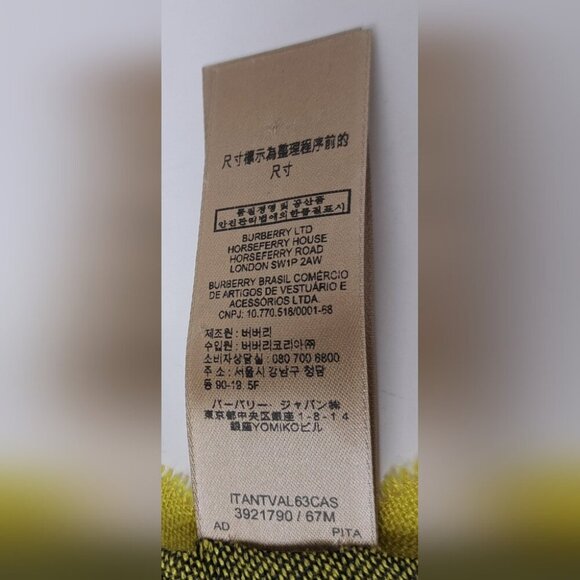 尺寸標示為整理程序前的
尺寸
품질경영 및 공산품
안전관리법에의한품질표시
BURBERRY LTD
HORSEFERRY HOUSE
HORSEFERRY ROAD
LONDON SW1P 2AW
BURBERRY BRASIL COMÉRCIO
DE ARTIGOS DE VESTUÁRIO E
ACESSÓRIOS LTDA.
CNPJ: 10.770.516/0001-68
제조원 : 버버리
수입원 : 버버리코리아㈜
소비자상담실 : 080 700 8800
주소 : 서울시 강남구 청담
동 90-19. 5F
バーバリー・ジャパン㈱
東京都中央区銀座 1-8-14
銀座YOMIKOビル
ITANTVAL63CAS
3921790 / 67M
AD PITA